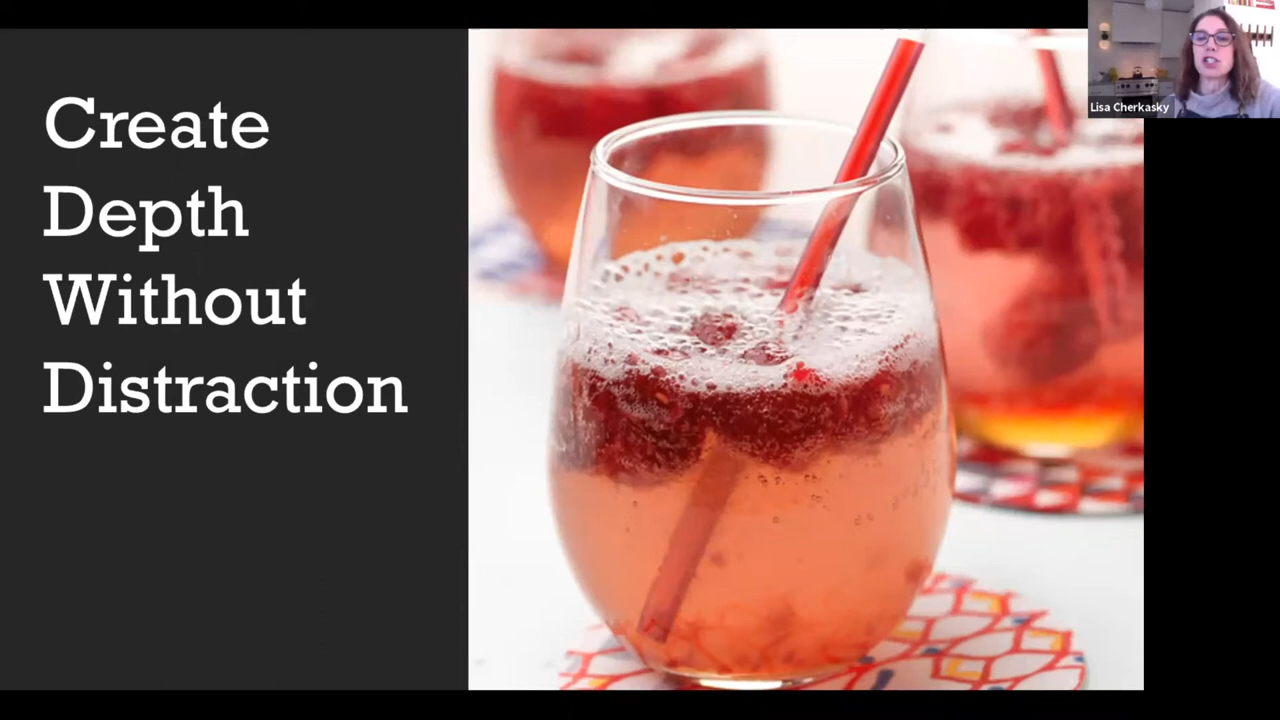 Create
Depth
Without
Distraction
Lisa Cherkasky